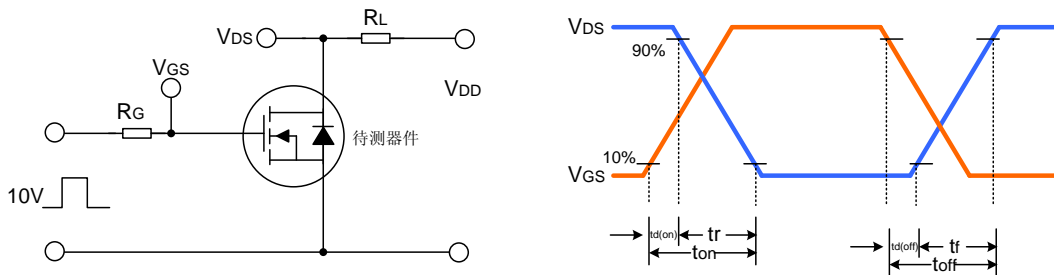 VDS
RL
VGS
VDD
RG
待测器件
10V
VDS
90%
10%
VGS
td(on)
tr
ton
td(off)
tf
toff